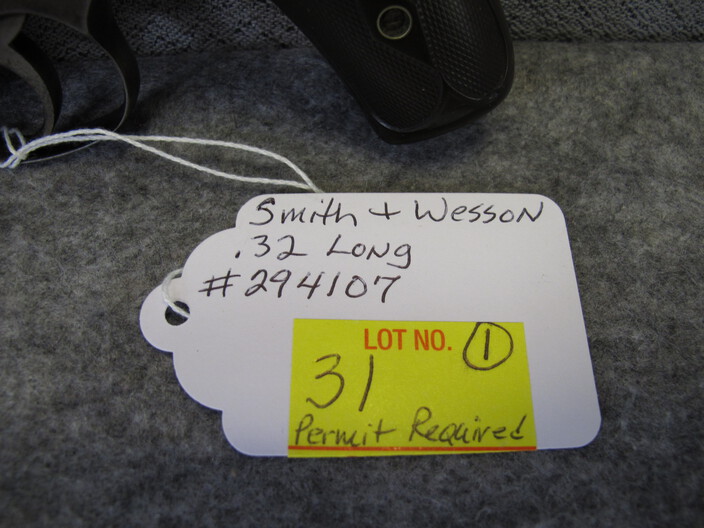 Smith + Wesson
.32 Long
#294107
LOT NO. 1
31
Permit Required